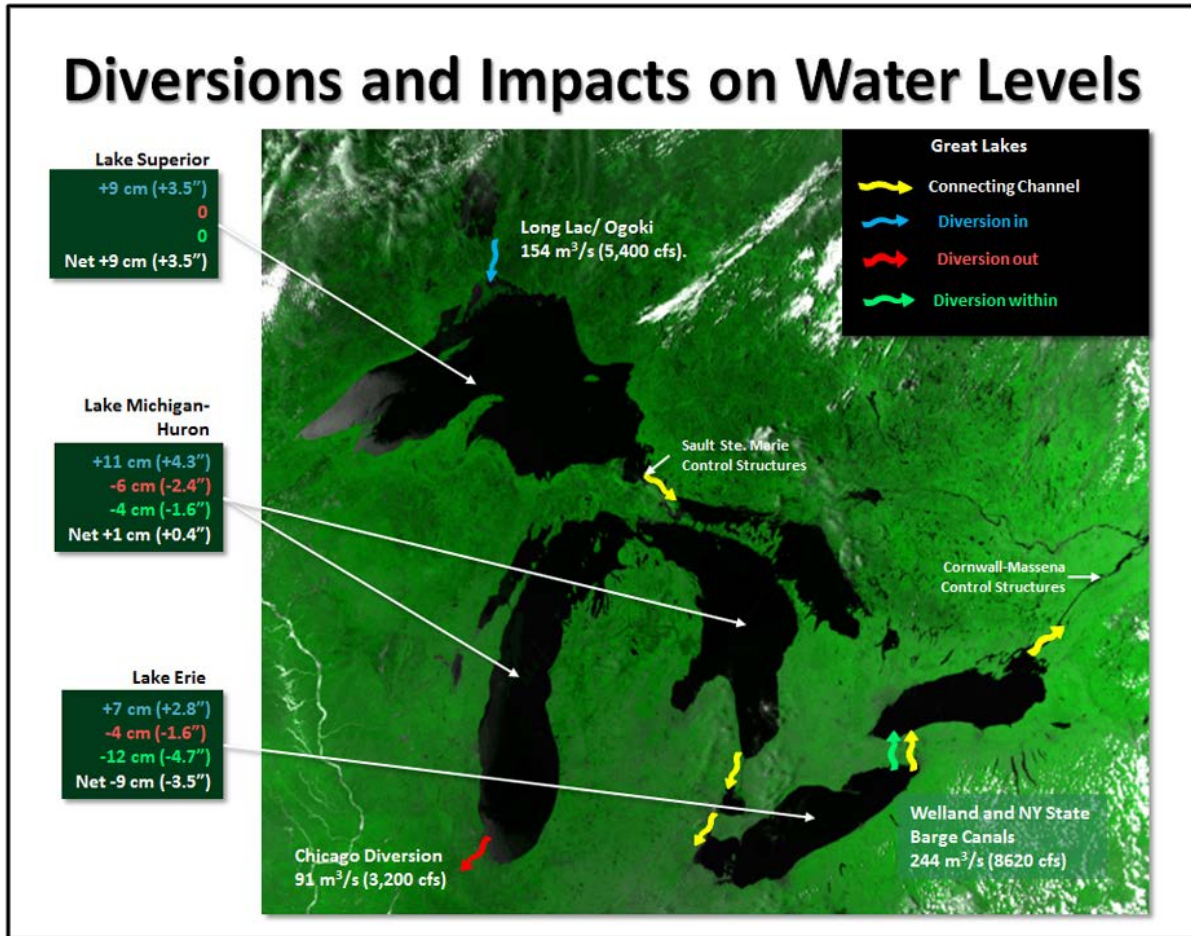 Diversions and Impacts on Water Levels
Lake Superior
+9 cm (+3.5”)
0
0
Net +9 cm (+3.5”)
Great Lakes
Connecting Channel
Diversion in
Diversion out
Diversion within
Long Lac/ Ogoki
154 m³/s (5,400 cfs).
Lake Michigan-
Huron
+11 cm (+4.3”)
-6 cm (-2.4”)
-4 cm (-1.6”)
Net +1 cm (+0.4”)
Sault Ste. Marie
Control Structures
Cornwall-Massena
Control Structures
Lake Erie
+7 cm (+2.8”)
-4 cm (-1.6”)
-12 cm (-4.7”)
Net -9 cm (-3.5”)
Chicago Diversion
91 m³/s (3,200 cfs)
Welland and NY State
Barge Canals
244 m³/s (8620 cfs)